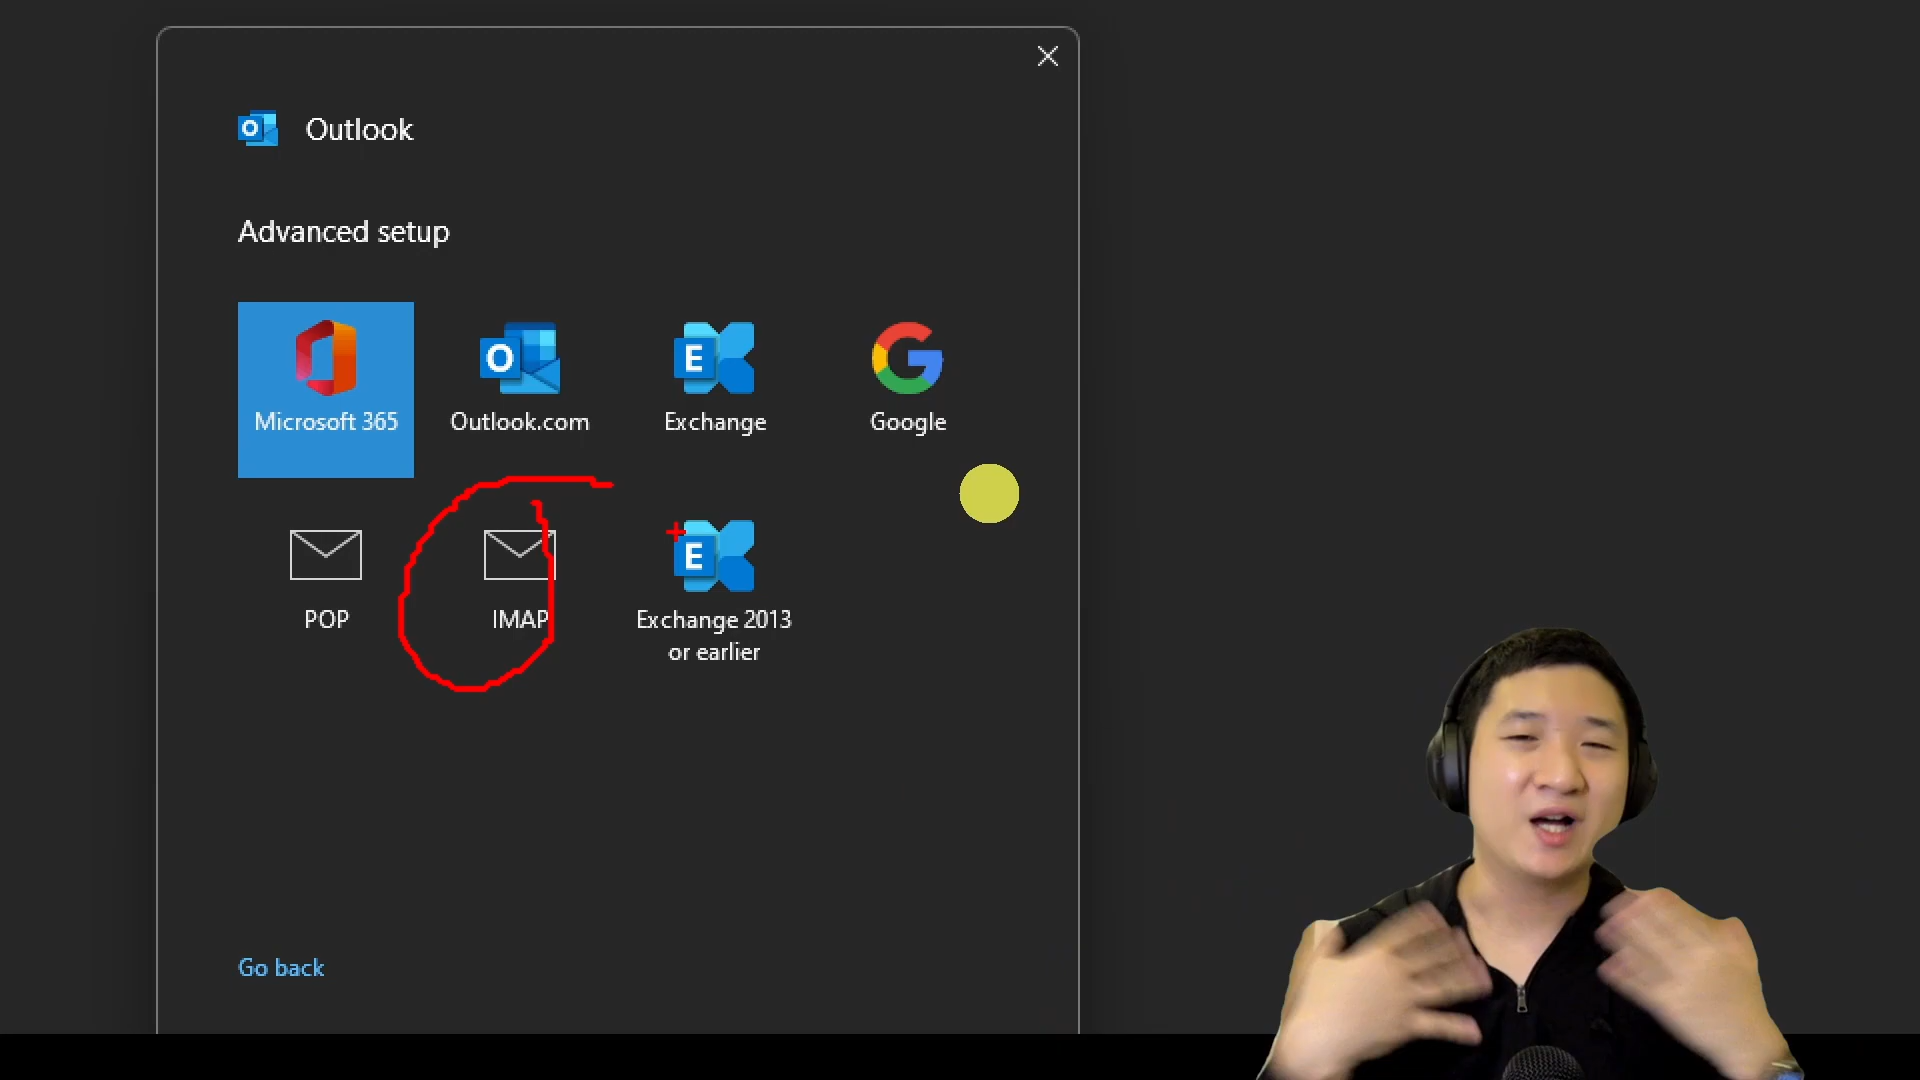 Outlook
Advanced setup
Microsoft 365
Outlook.com
Exchange
Google
POP
IMAP
Exchange 2013
or earlier
Go back